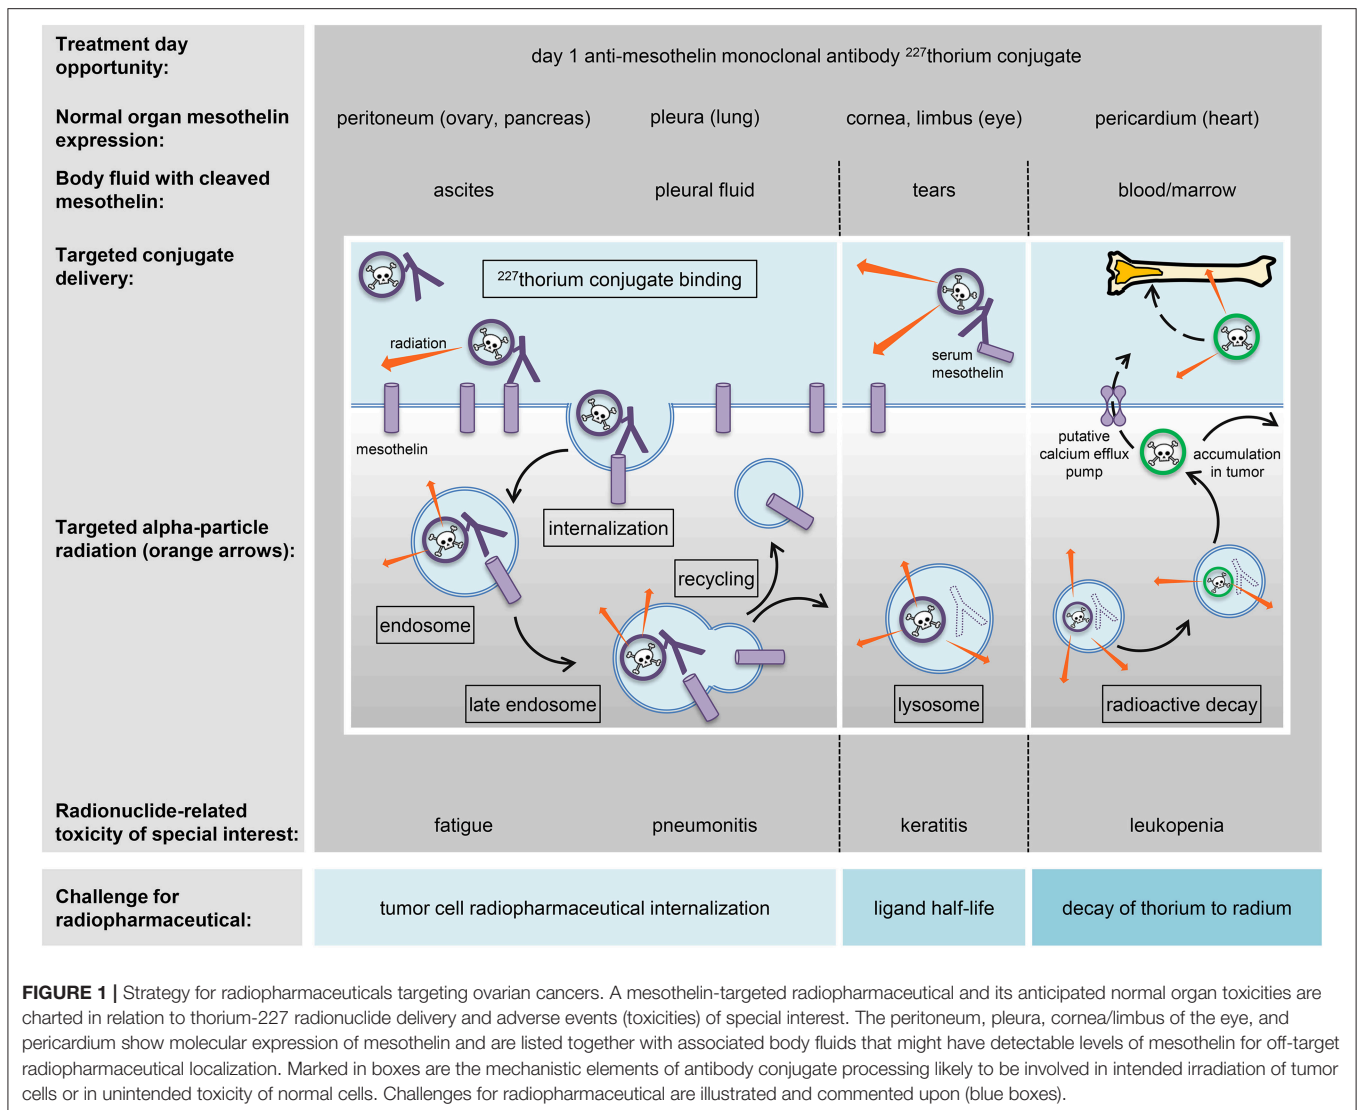 Treatment day
opportunity:
day 1 anti-mesothelin monoclonal antibody ²²⁷thorium conjugate
Normal organ mesothelin
expression:
peritoneum (ovary, pancreas)
pleura (lung)
cornea, limbus (eye)
pericardium (heart)
Body fluid with cleaved
mesothelin:
ascites
pleural fluid
tears
blood/marrow
Targeted conjugate
delivery:
²²⁷thorium conjugate binding
radiation
serum
mesothelin
mesothelin
putative
calcium efflux
pump
accumulation
in tumor
Targeted alpha-particle
radiation (orange arrows):
internalization
recycling
endosome
late endosome
lysosome
radioactive decay
Radionuclide-related
toxicity of special interest:
fatigue
pneumonitis
keratitis
leukopenia
Challenge for
radiopharmaceutical:
tumor cell radiopharmaceutical internalization
ligand half-life
decay of thorium to radium
FIGURE 1 | Strategy for radiopharmaceuticals targeting ovarian cancers. A mesothelin-targeted radiopharmaceutical and its anticipated normal organ toxicities are
charted in relation to thorium-227 radionuclide delivery and adverse events (toxicities) of special interest. The peritoneum, pleura, cornea/limbus of the eye, and
pericardium show molecular expression of mesothelin and are listed together with associated body fluids that might have detectable levels of mesothelin for off-target
radiopharmaceutical localization. Marked in boxes are the mechanistic elements of antibody conjugate processing likely to be involved in intended irradiation of tumor
cells or in unintended toxicity of normal cells. Challenges for radiopharmaceutical are illustrated and commented upon (blue boxes).